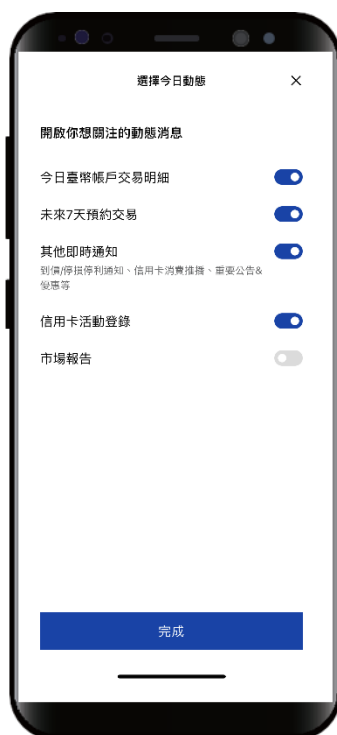 選擇今日動態
開啟你想關注的動態消息
今日臺幣帳戶交易明細
未來7天預約交易
其他即時通知
到價/停損停利通知、信用卡消費推播、重要公告&
優惠等
信用卡活動登錄
市場報告
完成